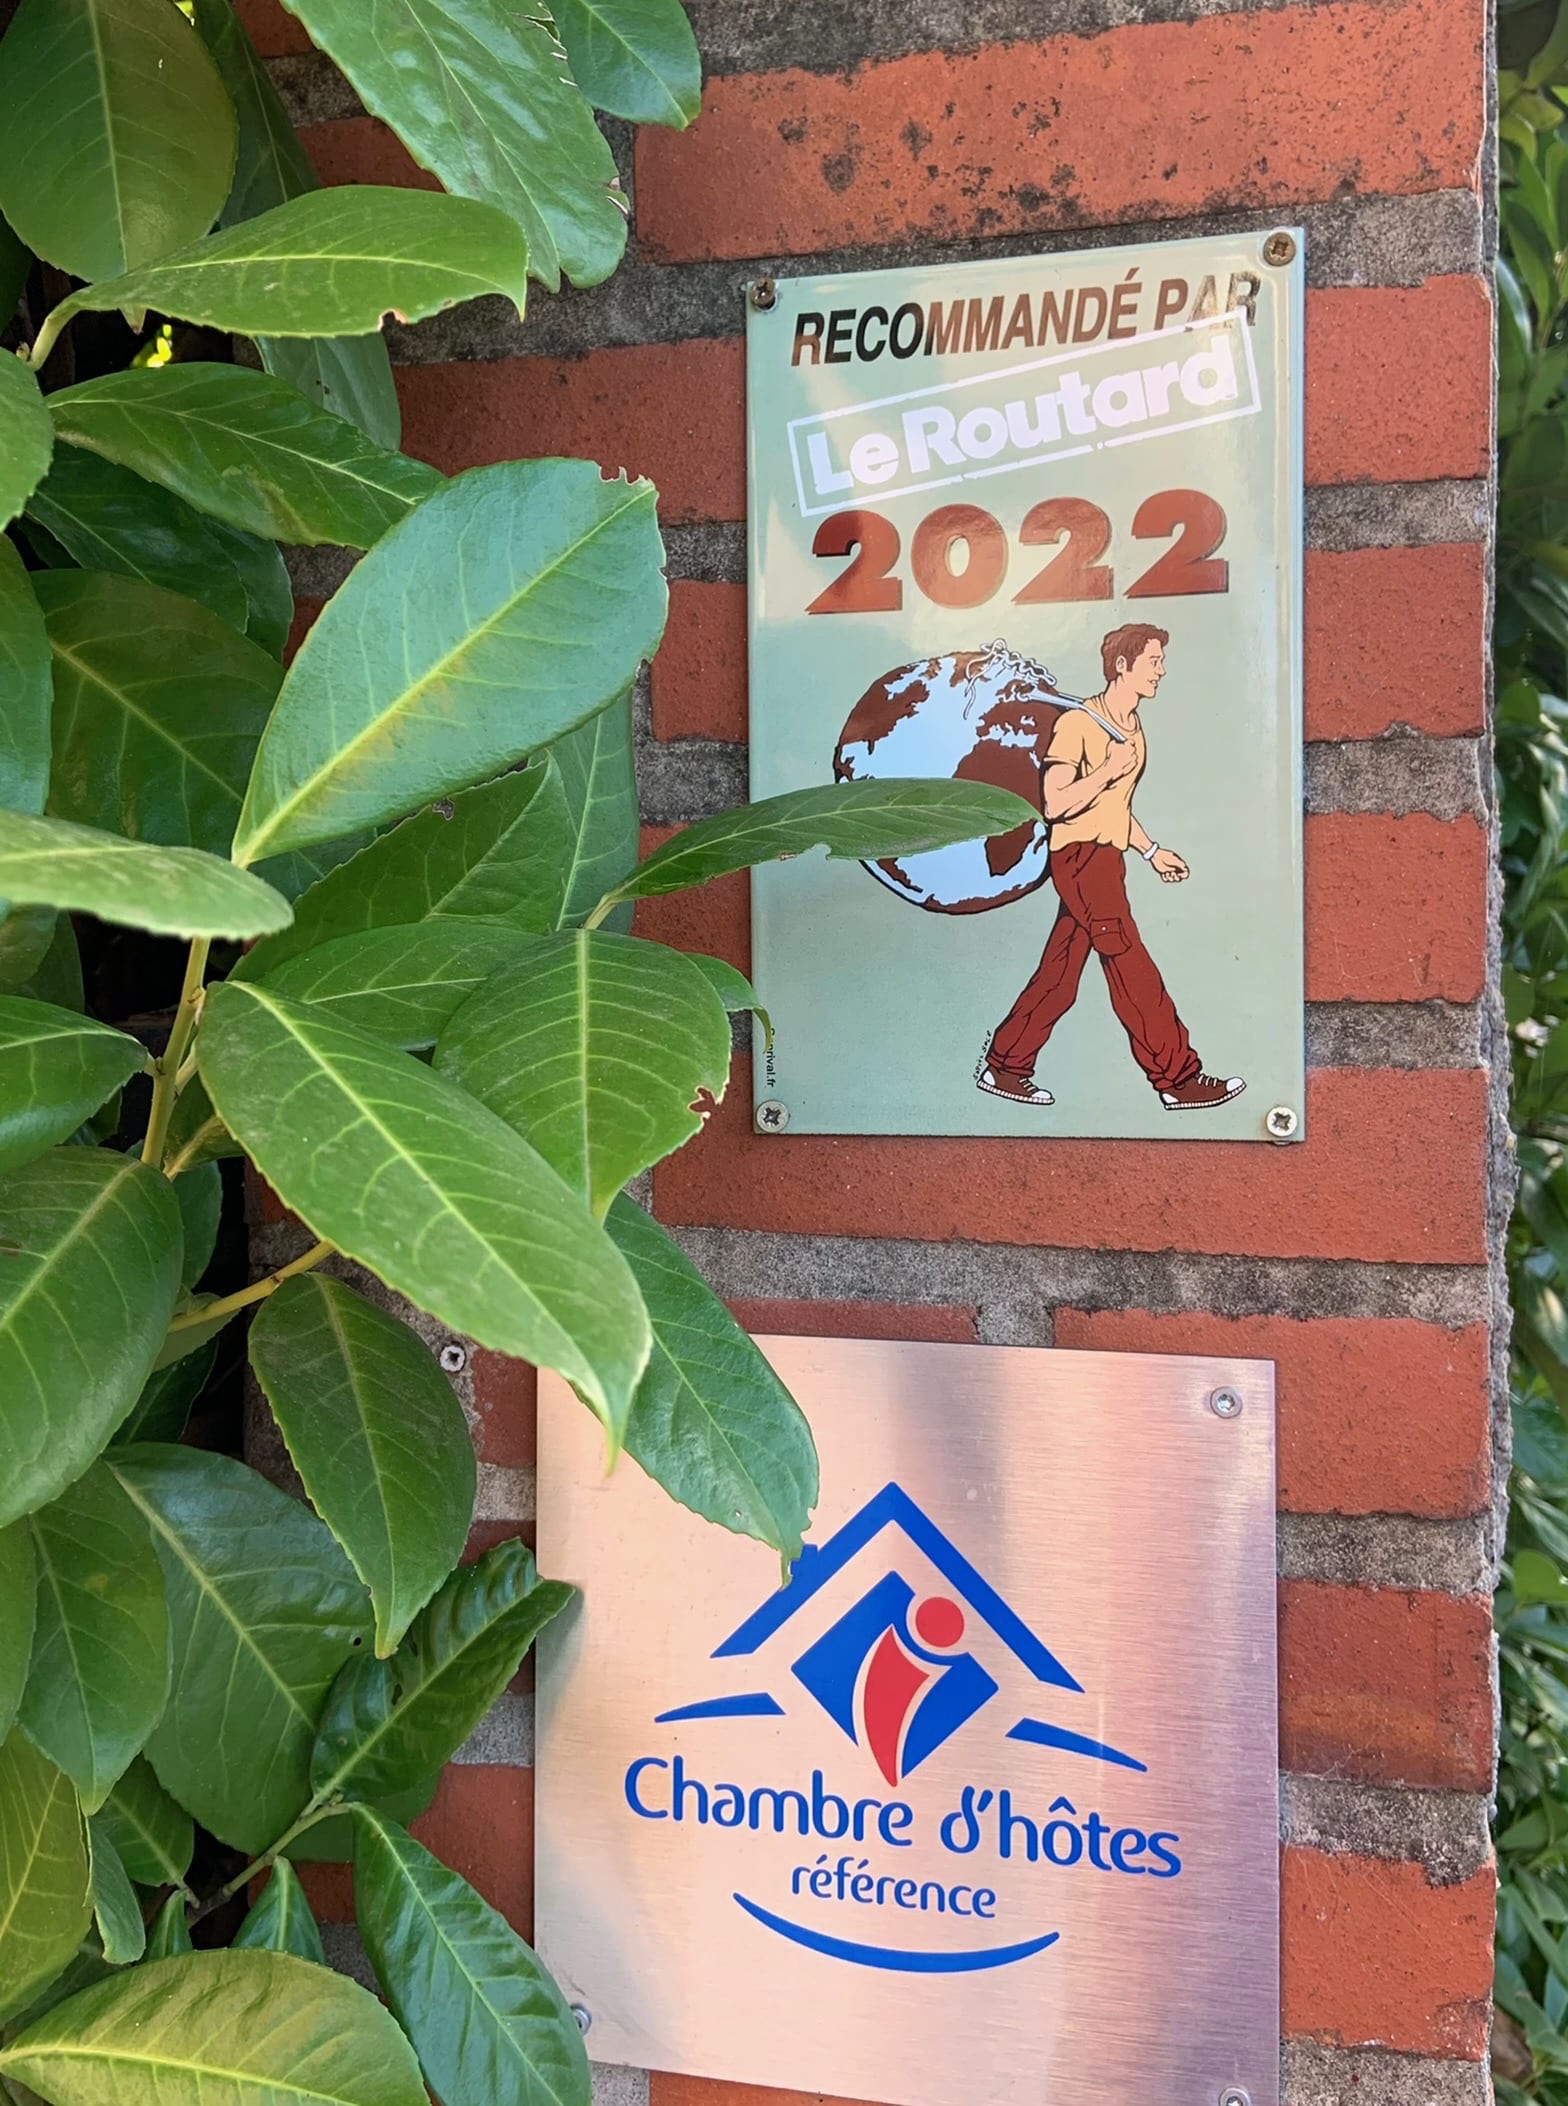 RECOMMANDÉ PAR
Le Routard
2022
Chambre d'hôtes
référence